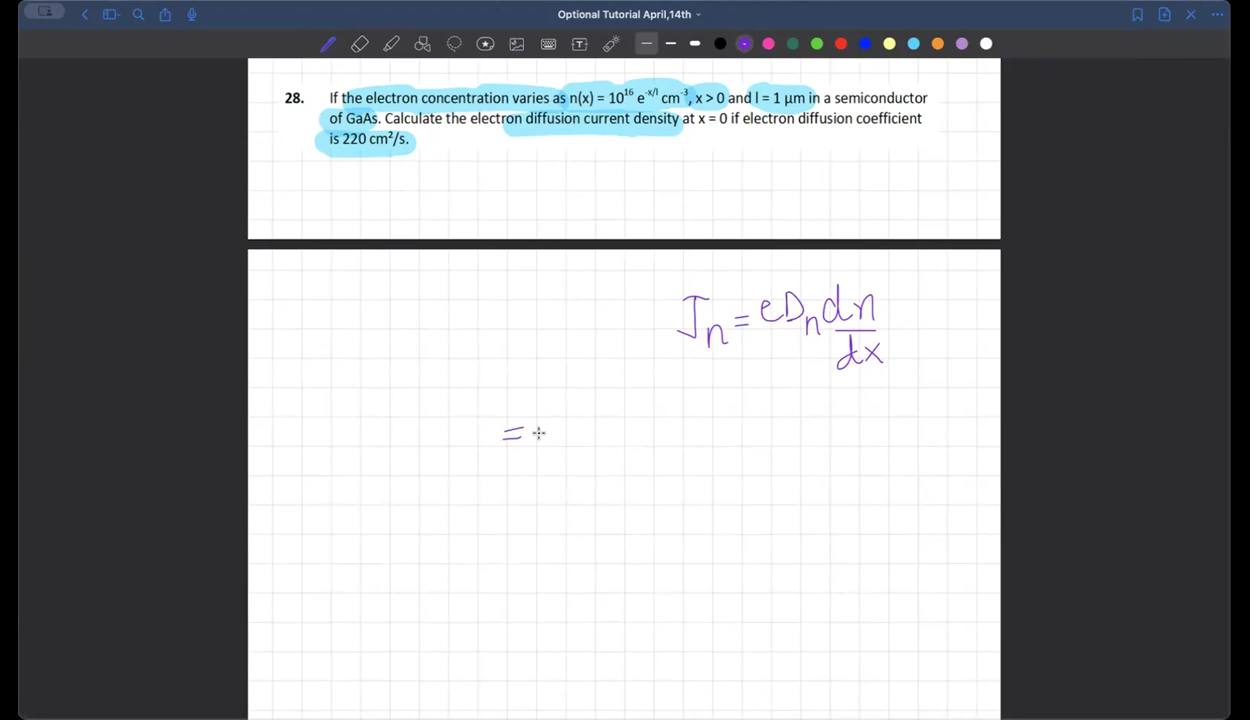 Optional Tutorial April,14th
28. If the electron concentration varies as n(x) = 10¹⁶ e⁻ˣ/ˡ cm⁻³, x > 0 and l = 1 µm in a semiconductor
of GaAs. Calculate the electron diffusion current density at x = 0 if electron diffusion coefficient
is 220 cm²/s.
Jₙ = eDₙ dn/dx
=